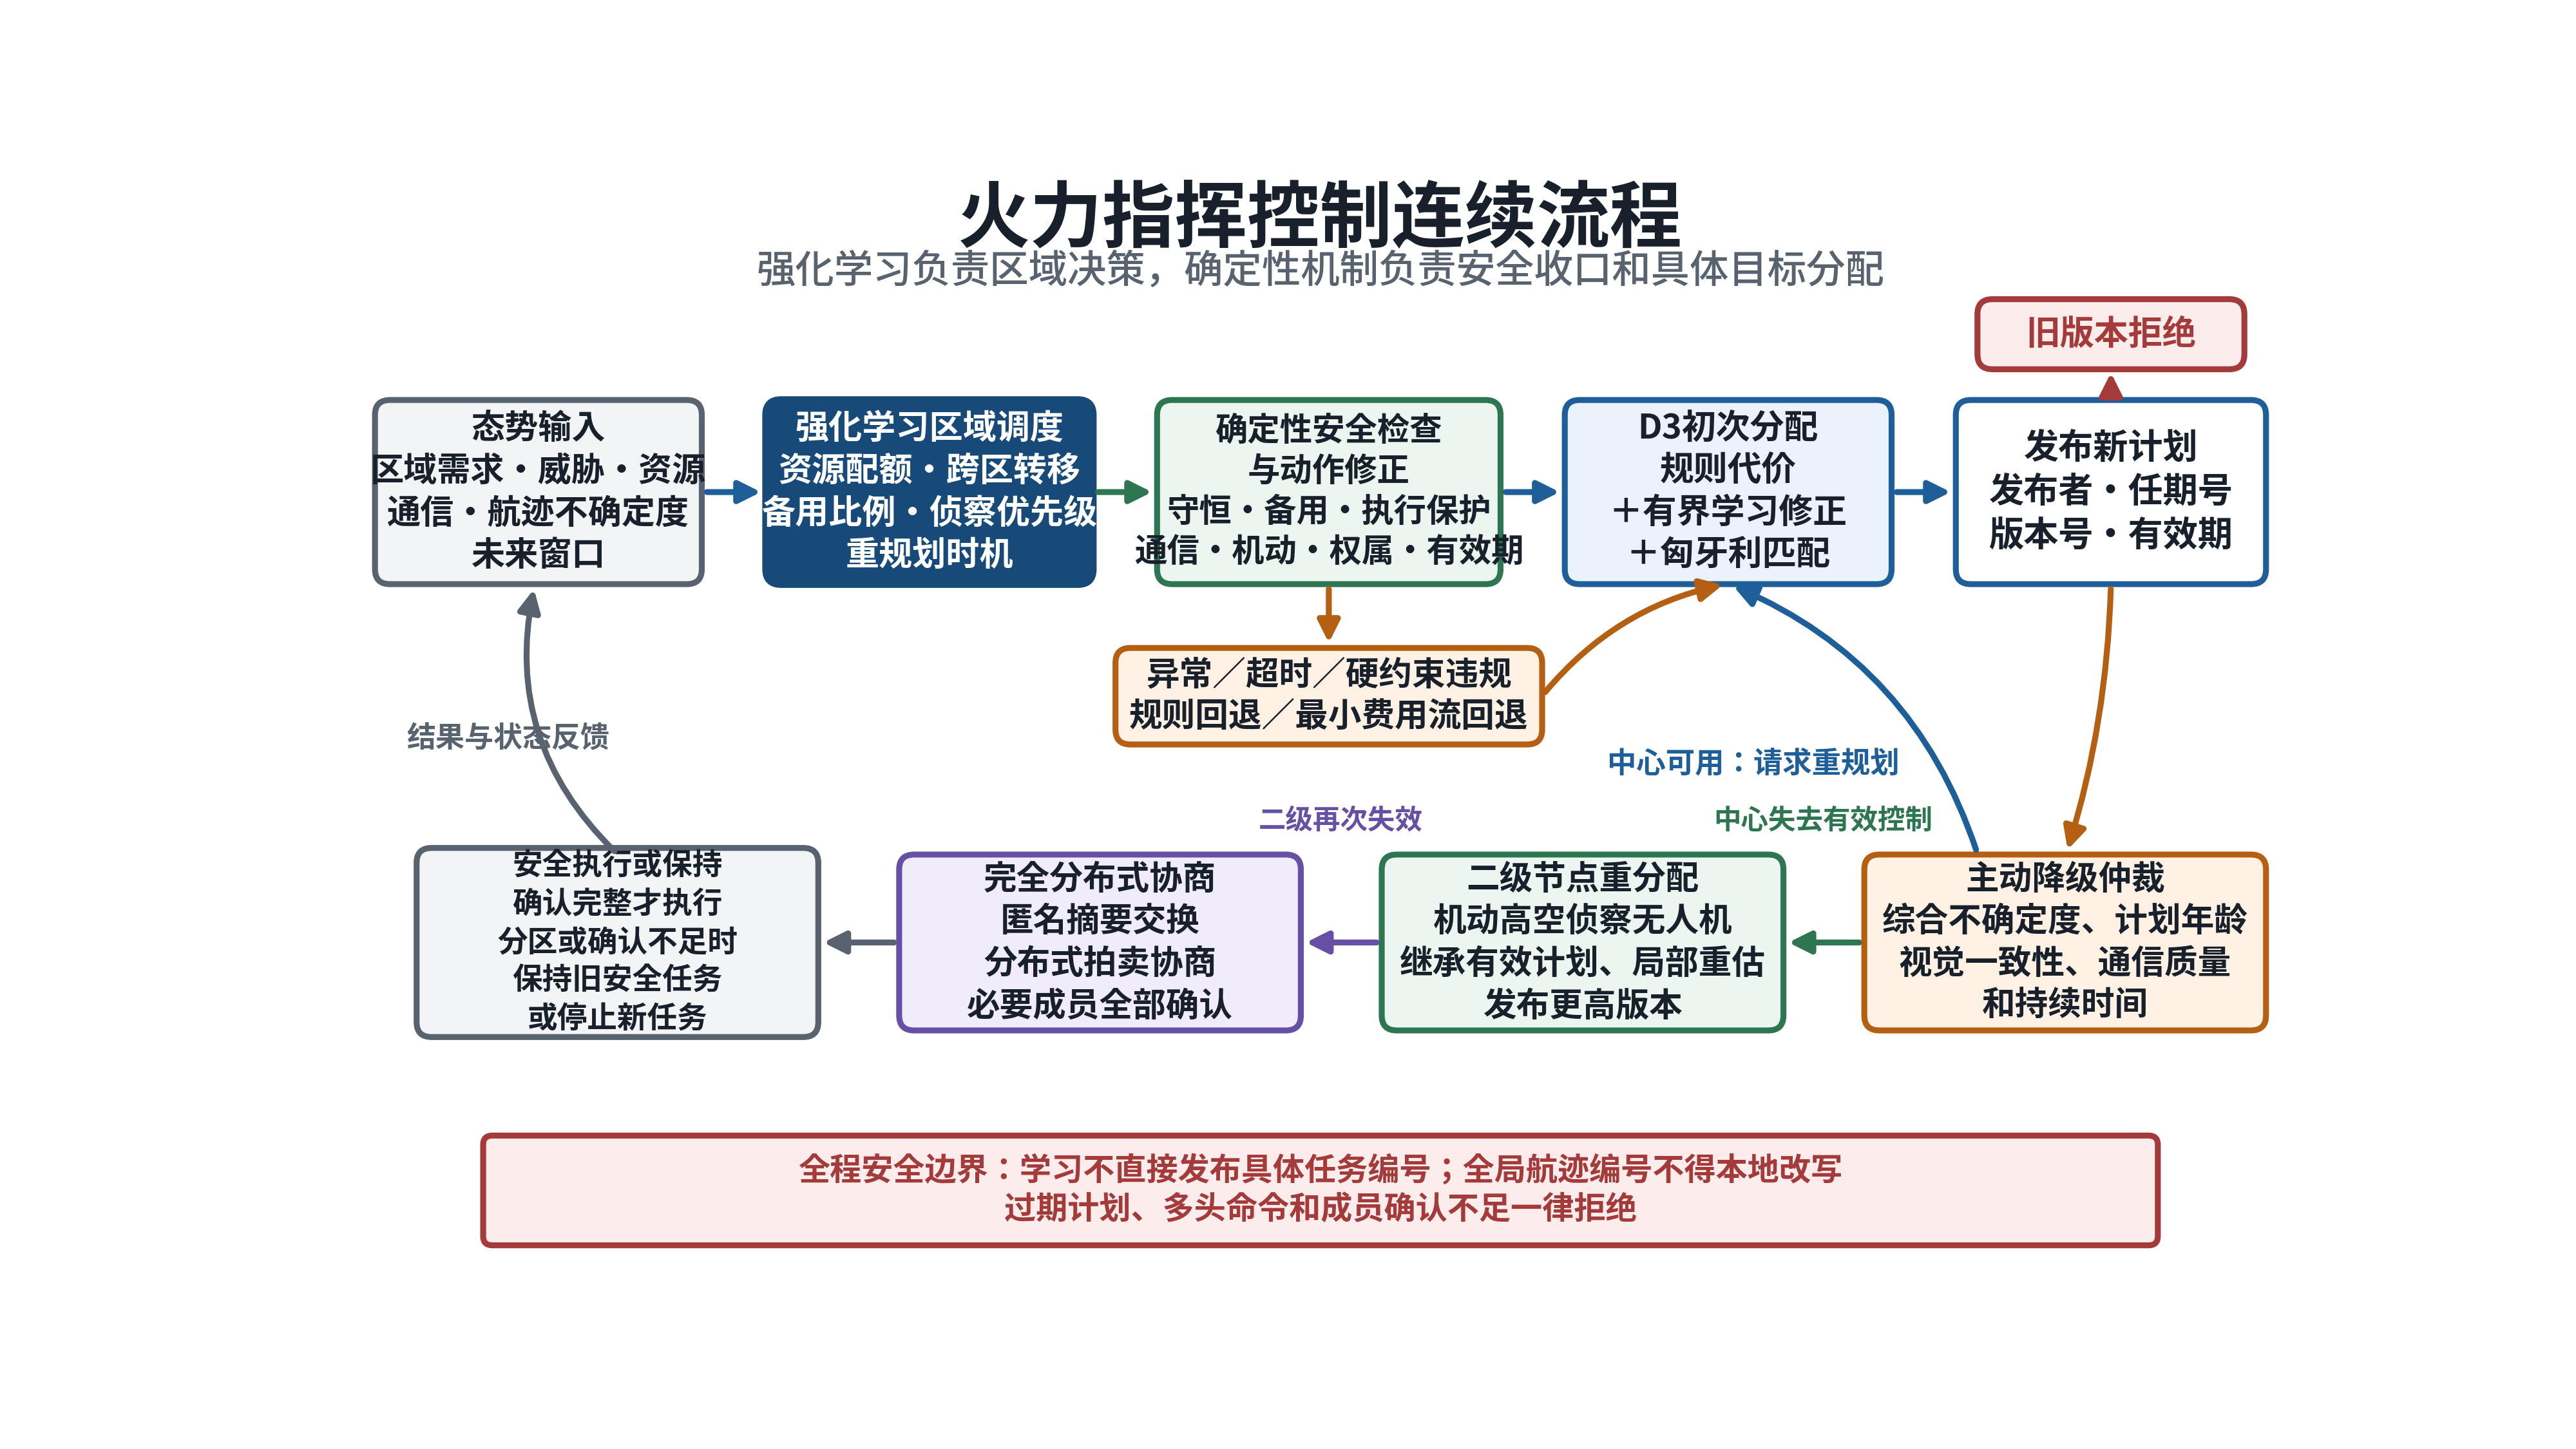 火力指挥控制连续流程
强化学习负责区域决策，确定性机制负责安全收口和具体目标分配
旧版本拒绝
态势输入
区域需求・威胁・资源
通信・航迹不确定度
未来窗口
强化学习区域调度
资源配额・跨区转移
备用比例・侦察优先级
重规划时机
确定性安全检查
与动作修正
守恒・备用・执行保护
通信・机动・权属・有效期
D3初次分配
规则代价
＋有界学习修正
＋匈牙利匹配
发布新计划
发布者・任期号
版本号・有效期
异常／超时／硬约束违规
规则回退／最小费用流回退
结果与状态反馈
中心可用：请求重规划
二级再次失效
中心失去有效控制
安全执行或保持
确认完整才执行
分区或确认不足时
保持旧安全任务
或停止新任务
完全分布式协商
匿名摘要交换
分布式拍卖协商
必要成员全部确认
二级节点重分配
机动高空侦察无人机
继承有效计划、局部重估
发布更高版本
主动降级仲裁
综合不确定度、计划年龄
视觉一致性、通信质量
和持续时间
全程安全边界：学习不直接发布具体任务编号；全局航迹编号不得本地改写
过期计划、多头命令和成员确认不足一律拒绝